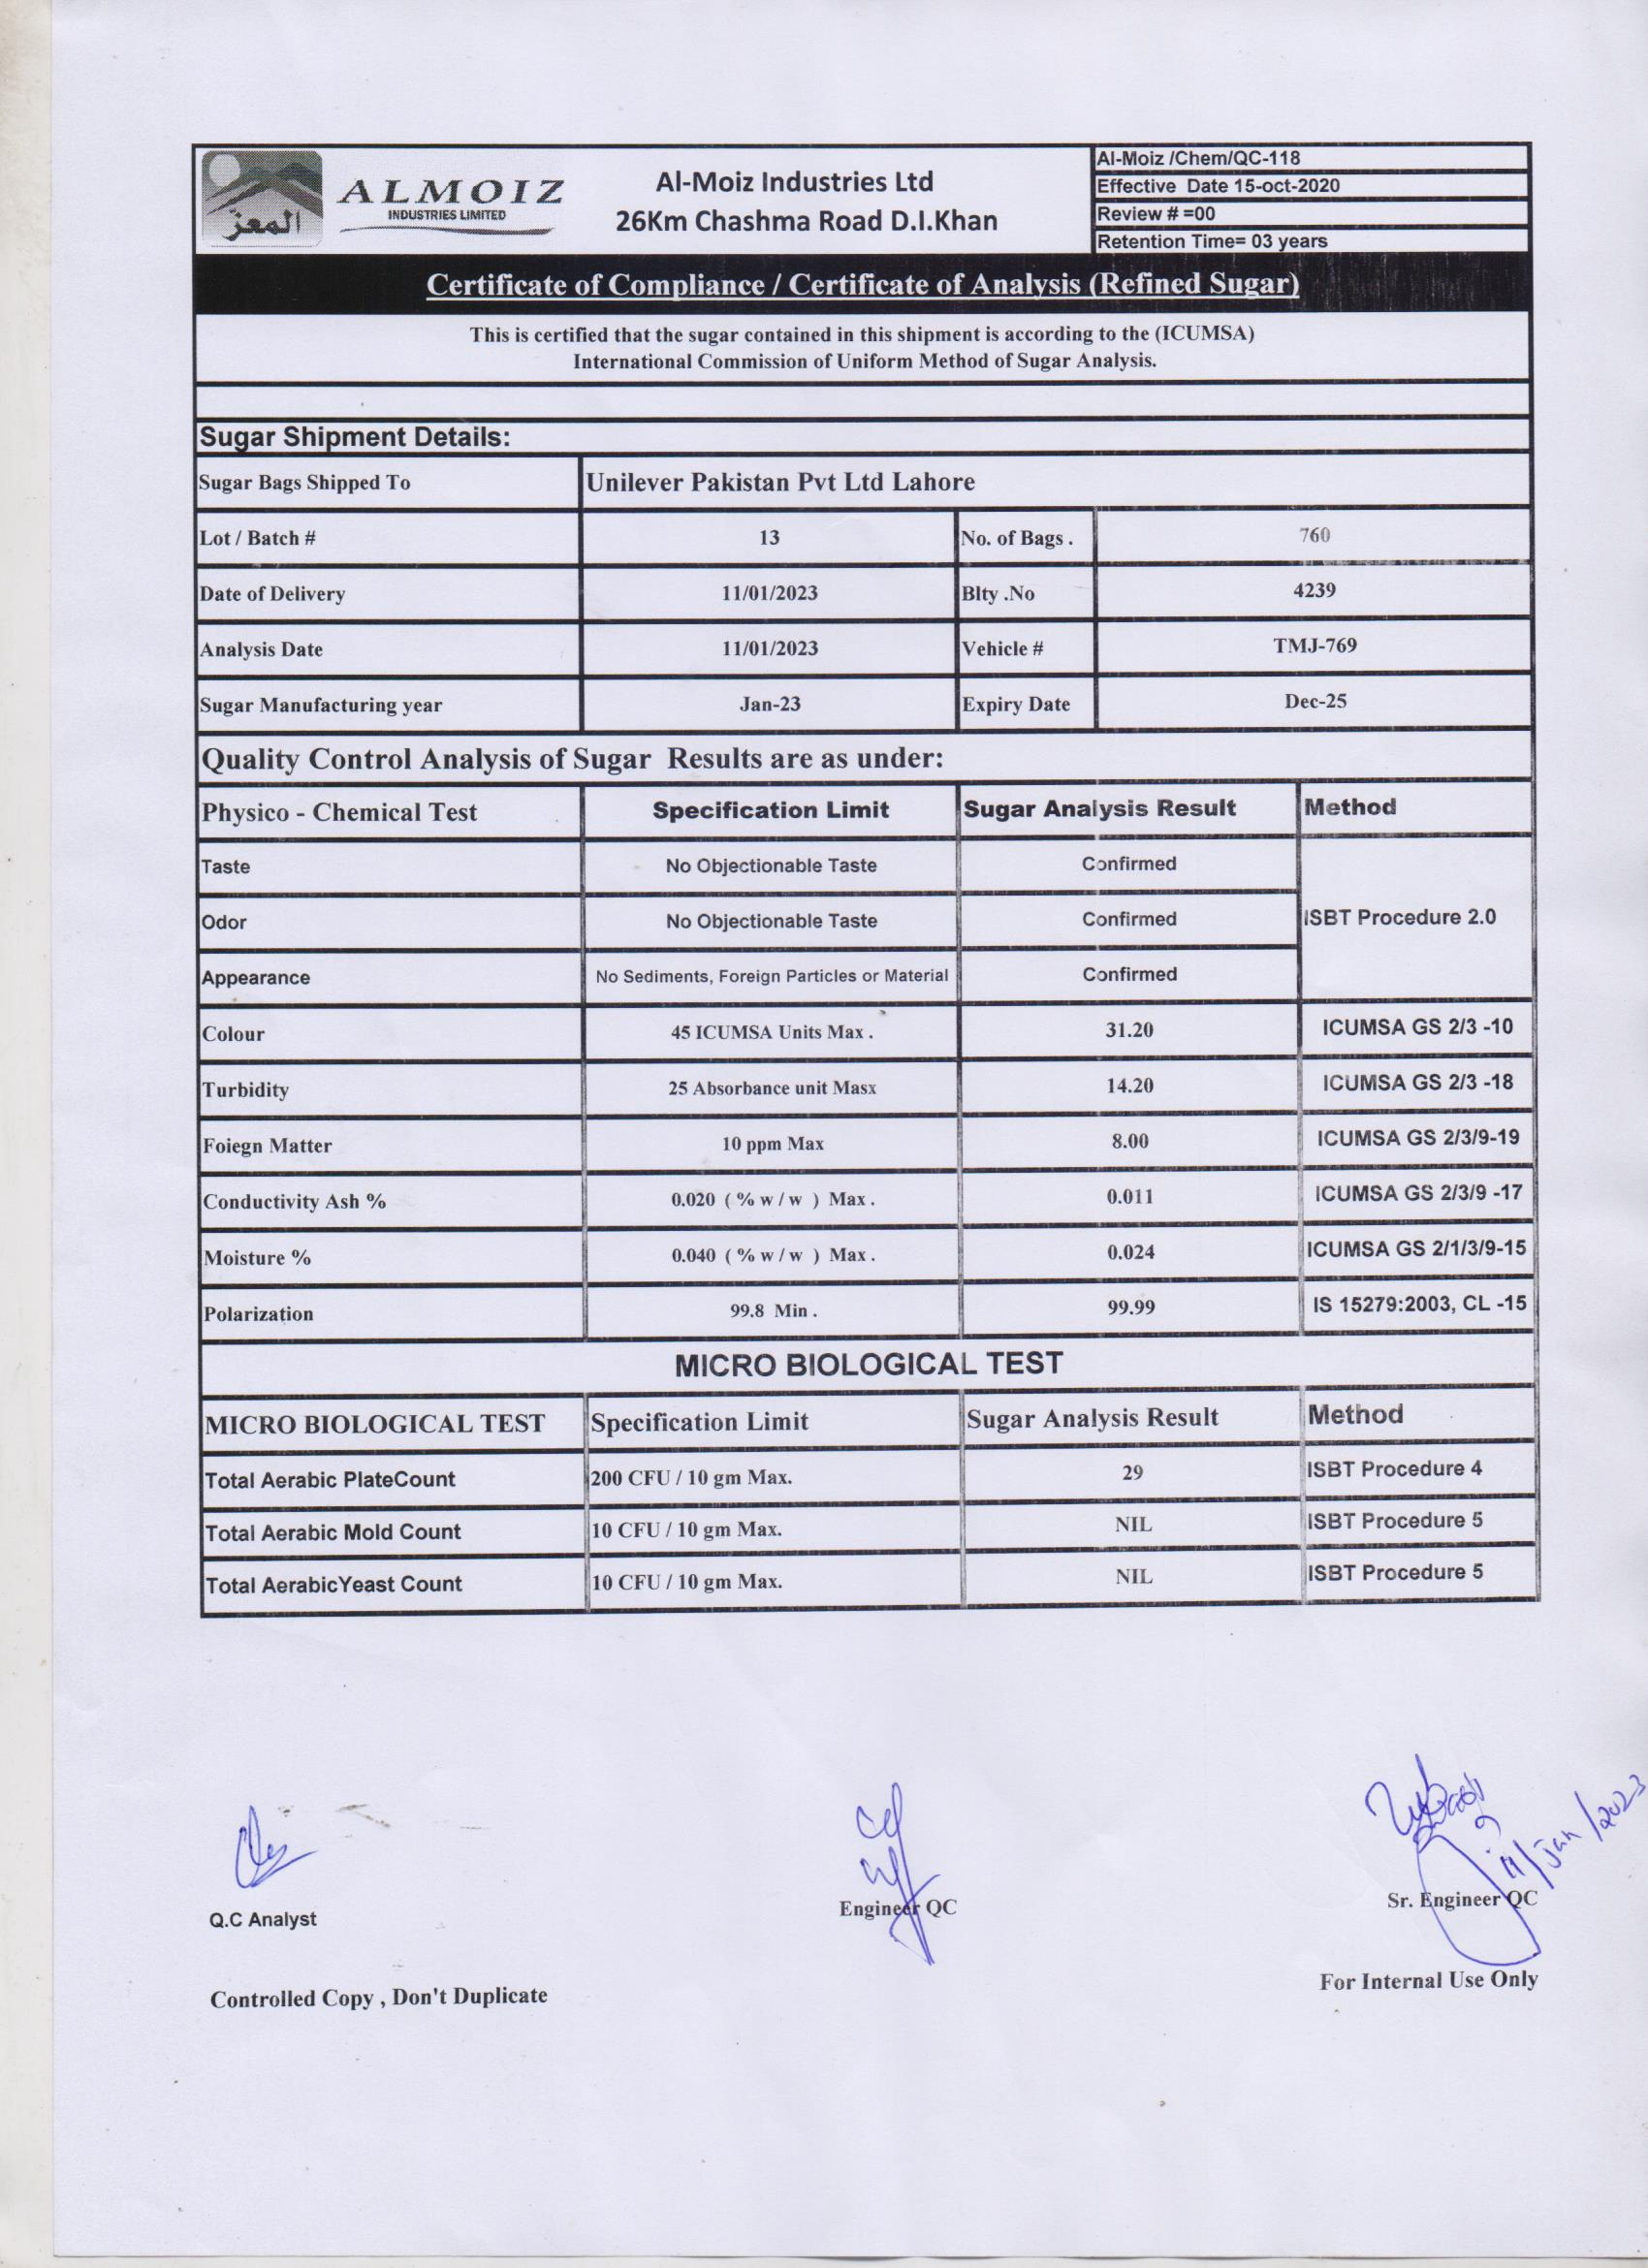 المعز
ALMOIZ
INDUSTRIES LIMITED
Al-Moiz Industries Ltd
26Km Chashma Road D.I.Khan
Al-Moiz /Chem/QC-118
Effective Date 15-oct-2020
Review # =00
Retention Time= 03 years
Certificate of Compliance / Certificate of Analysis (Refined Sugar)
This is certified that the sugar contained in this shipment is according to the (ICUMSA)
International Commission of Uniform Method of Sugar Analysis.
Sugar Shipment Details:
Sugar Bags Shipped To Unilever Pakistan Pvt Ltd Lahore
Lot / Batch # 13 No. of Bags . 760
Date of Delivery 11/01/2023 Blty .No 4239
Analysis Date 11/01/2023 Vehicle # TMJ-769
Sugar Manufacturing year Jan-23 Expiry Date Dec-25
Quality Control Analysis of Sugar Results are as under:
Physico - Chemical Test Specification Limit Sugar Analysis Result Method
Taste No Objectionable Taste Confirmed
Odor No Objectionable Taste Confirmed ISBT Procedure 2.0
Appearance No Sediments, Foreign Particles or Material Confirmed
Colour 45 ICUMSA Units Max . 31.20 ICUMSA GS 2/3 -10
Turbidity 25 Absorbance unit Masx 14.20 ICUMSA GS 2/3 -18
Foiegn Matter 10 ppm Max 8.00 ICUMSA GS 2/3/9-19
Conductivity Ash % 0.020 ( % w / w ) Max . 0.011 ICUMSA GS 2/3/9 -17
Moisture % 0.040 ( % w / w ) Max . 0.024 ICUMSA GS 2/1/3/9-15
Polarization 99.8 Min . 99.99 IS 15279:2003, CL -15
MICRO BIOLOGICAL TEST
MICRO BIOLOGICAL TEST Specification Limit Sugar Analysis Result Method
Total Aerabic PlateCount 200 CFU / 10 gm Max. 29 ISBT Procedure 4
Total Aerabic Mold Count 10 CFU / 10 gm Max. NIL ISBT Procedure 5
Total AerabicYeast Count 10 CFU / 10 gm Max. NIL ISBT Procedure 5
11/Jan/2023
Q.C Analyst Engineer QC Sr. Engineer QC
Controlled Copy , Don't Duplicate For Internal Use Only